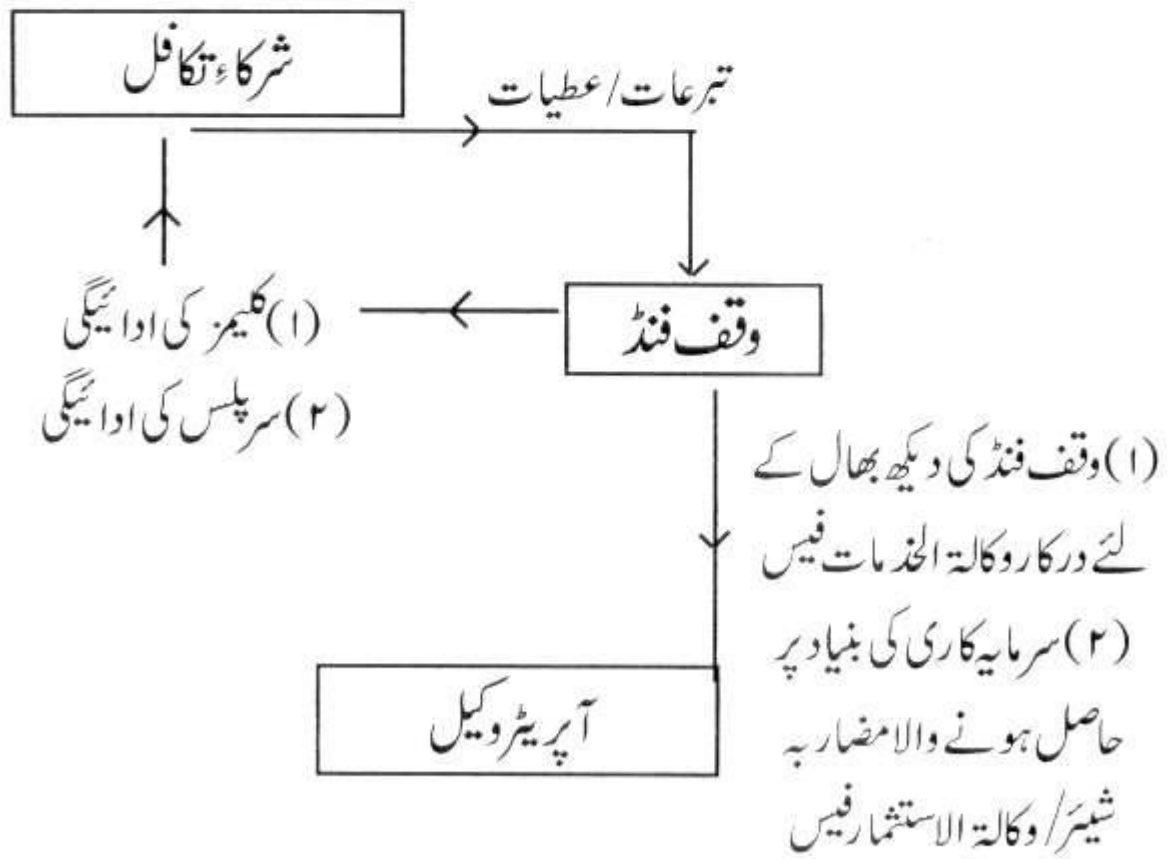 شرکاءِ تکافل
تبرعات/عطیات
وقف فنڈ
(۱)کلیمز کی ادائیگی
(۲)سرپلس کی ادائیگی
(۱)وقف فنڈ کی دیکھ بھال کے
لئے درکار وکالۃ الخدمات فیس
(۲)سرمایہ کاری کی بنیاد پر
حاصل ہونے والا مضاربہ
شیئر/وکالۃ الاستثمار فیس
آپریٹر وکیل